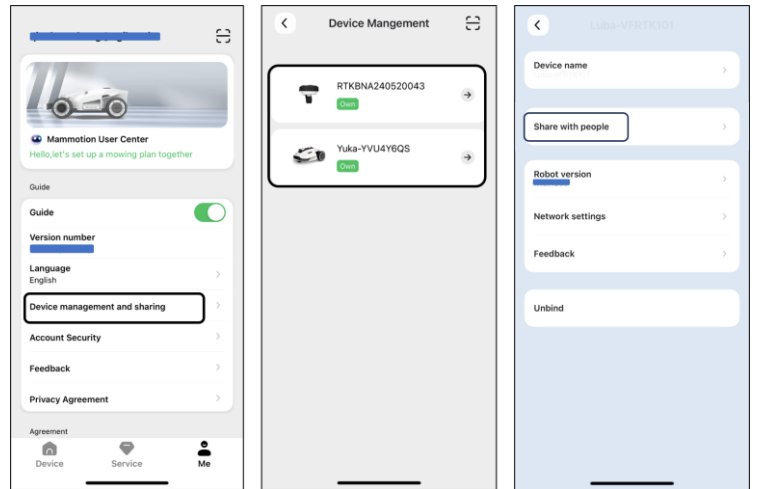 Mammotion User Center
Hello,let's set up a mowing plan together
Guide
Guide
Version number
Language
English
Device management and sharing
Account Security
Feedback
Privacy Agreement
Agreement
Device
Service
Me
Device Mangement
RTKBNA240520043
Own
Yuka-YVU4Y6QS
Own
Luba-VFRTK101
Device name
Share with people
Robot version
Network settings
Feedback
Unbind